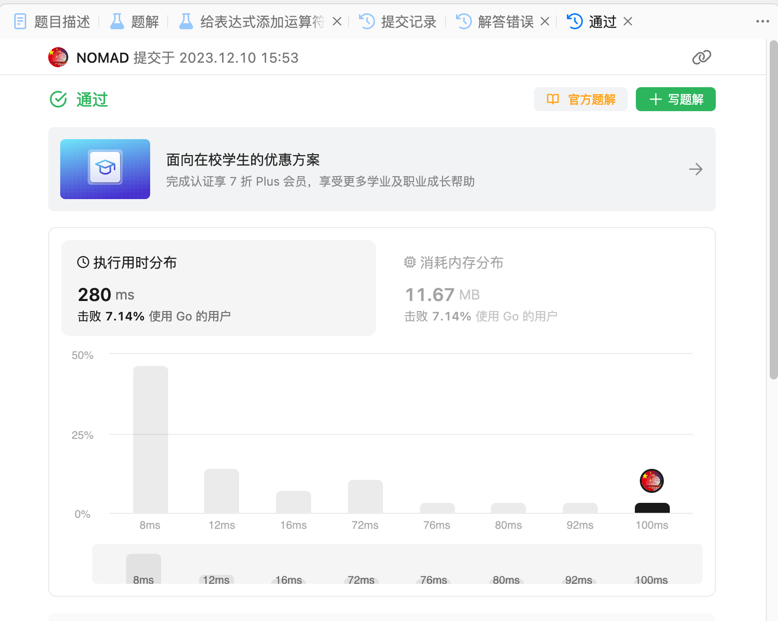 题目描述 题解 给表达式添加运算符 提交记录 解答错误 通过
NOMAD 提交于 2023.12.10 15:53
通过
官方题解
写题解
面向在校学生的优惠方案
完成认证享 7 折 Plus 会员，享受更多学业及职业成长帮助
执行用时分布
280 ms
击败 7.14% 使用 Go 的用户
消耗内存分布
11.67 MB
击败 7.14% 使用 Go 的用户
50%
25%
0%
8ms 12ms 16ms 72ms 76ms 80ms 92ms 100ms
8ms 12ms 16ms 72ms 76ms 80ms 92ms 100ms